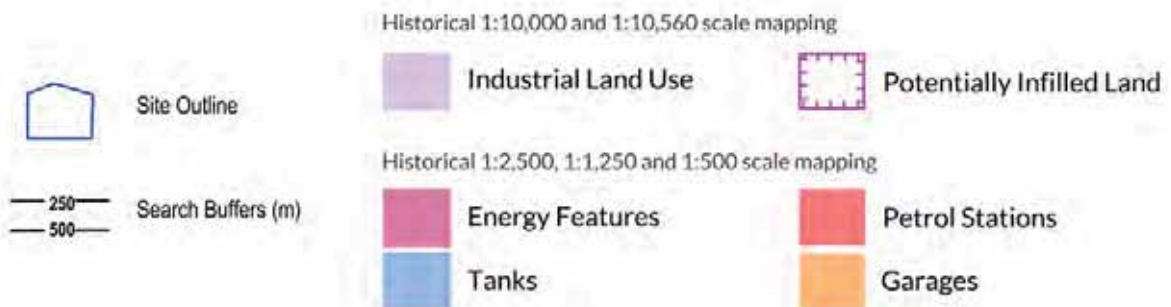 Historical 1:10,000 and 1:10,560 scale mapping
Industrial Land Use
Potentially Infilled Land
Site Outline
Historical 1:2,500, 1:1,250 and 1:500 scale mapping
250
500
Search Buffers (m)
Energy Features
Petrol Stations
Tanks
Garages